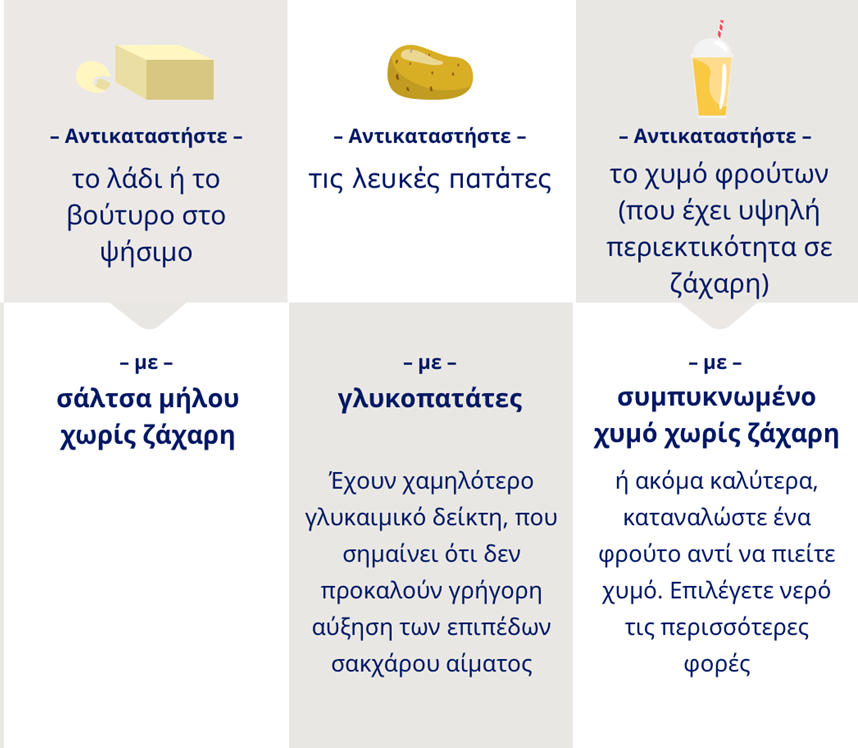 – Αντικαταστήστε –
το λάδι ή το
βούτυρο στο
ψήσιμο
– με –
σάλτσα μήλου
χωρίς ζάχαρη
– Αντικαταστήστε –
τις λευκές πατάτες
– με –
γλυκοπατάτες
Έχουν χαμηλότερο
γλυκαιμικό δείκτη, που
σημαίνει ότι δεν
προκαλούν γρήγορη
αύξηση των επιπέδων
σακχάρου αίματος
– Αντικαταστήστε –
το χυμό φρούτων
(που έχει υψηλή
περιεκτικότητα σε
ζάχαρη)
– με –
συμπυκνωμένο
χυμό χωρίς ζάχαρη
ή ακόμα καλύτερα,
καταναλώστε ένα
φρούτο αντί να πιείτε
χυμό. Επιλέγετε νερό
τις περισσότερες
φορές